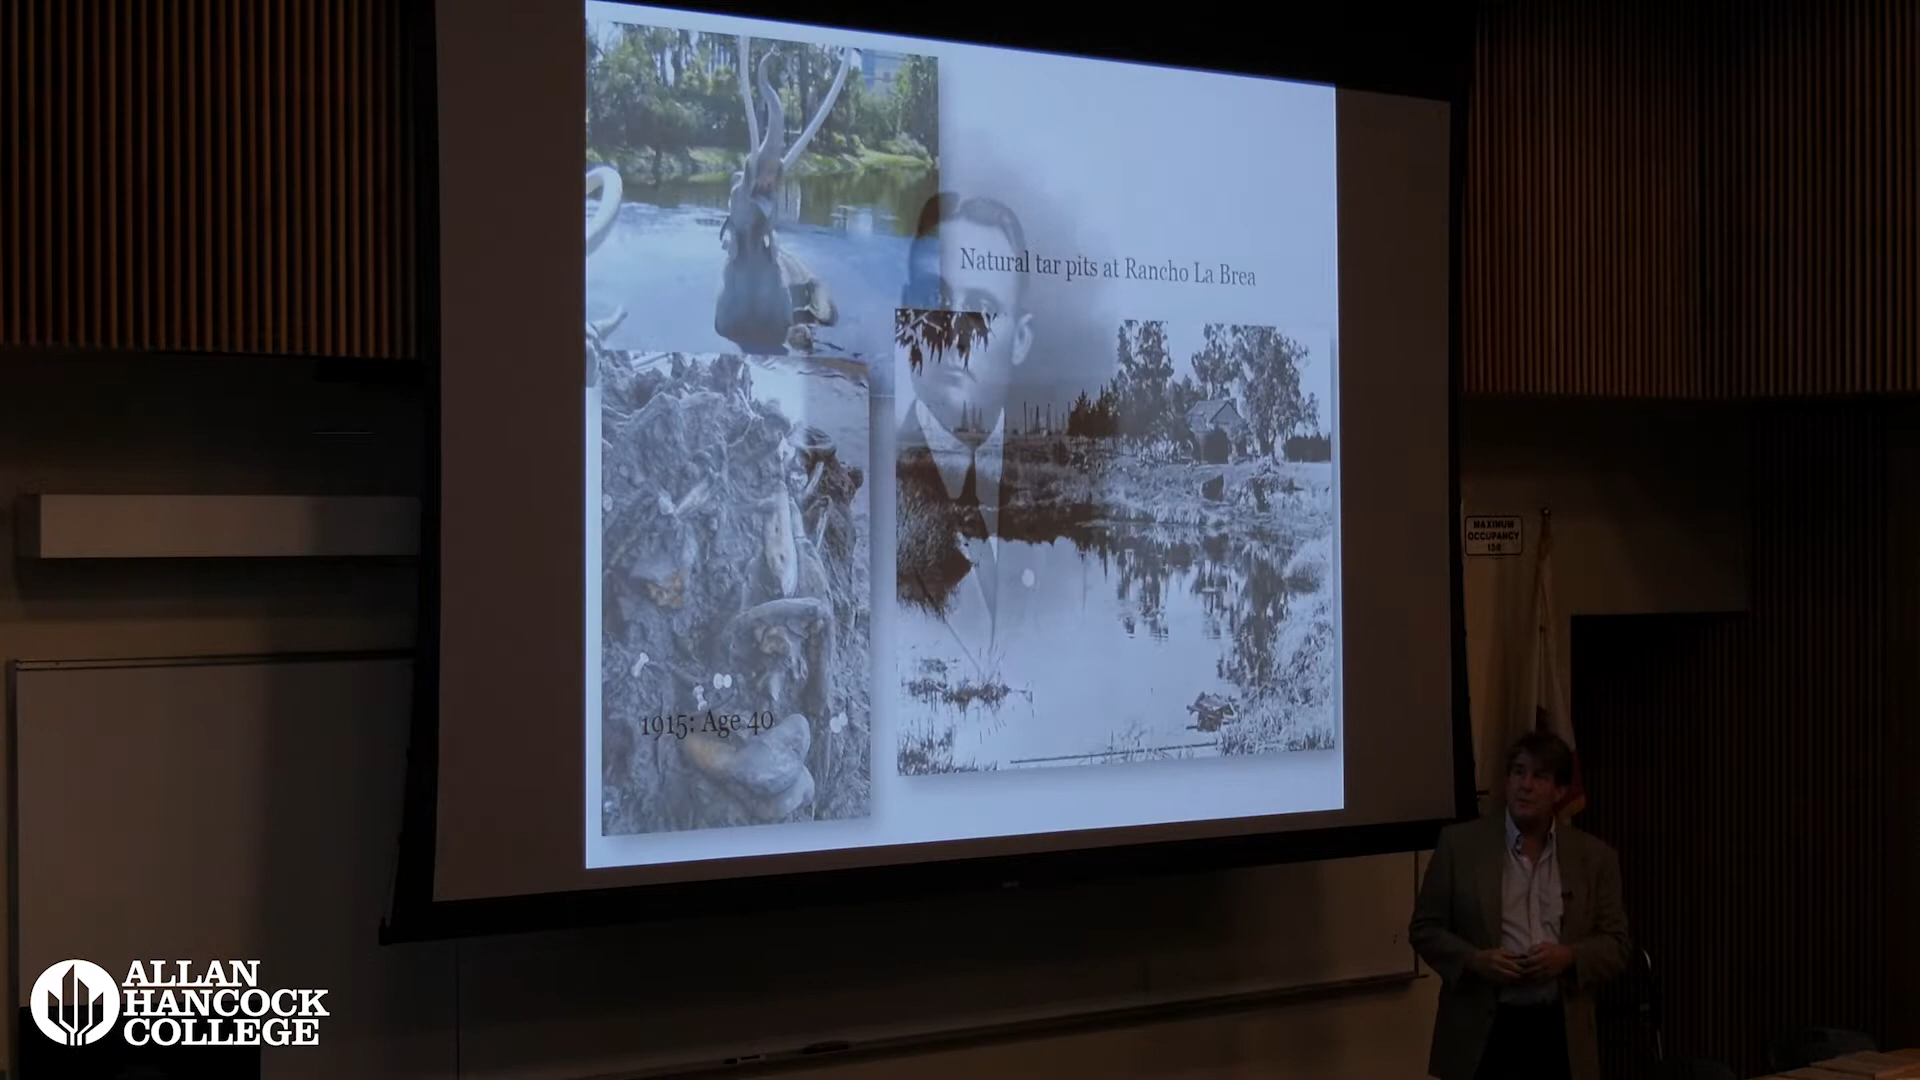 Natural tar pits at Rancho La Brea
1915: Age 40
MAXIMUM
OCCUPANCY
ALLAN
HANCOCK
COLLEGE